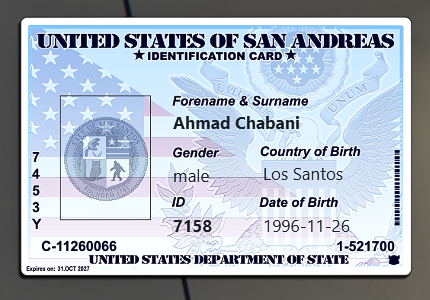 UNITED STATES OF SAN ANDREAS
★ IDENTIFICATION CARD ★
Forename & Surname
Ahmad Chabani
Gender Country of Birth
male Los Santos
ID Date of Birth
7158 1996-11-26
7
4
5
3
Y
C-11260066 1-521700
UNITED STATES DEPARTMENT OF STATE
Expires on: 31.OCT 2027